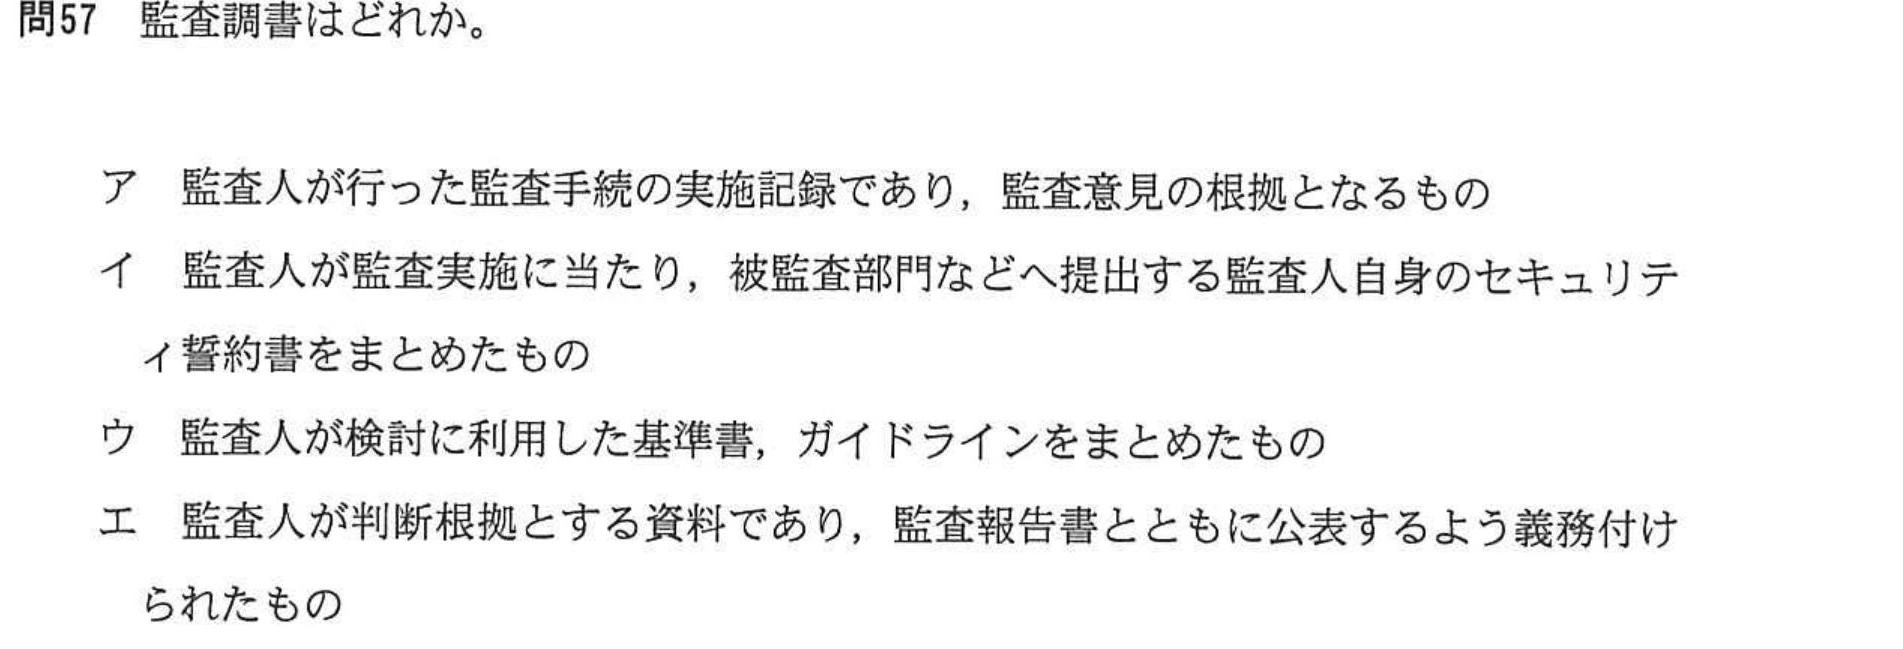 問57　監査調書はどれか。
ア　監査人が行った監査手続の実施記録であり，監査意見の根拠となるもの
イ　監査人が監査実施に当たり，被監査部門などへ提出する監査人自身のセキュリテ
ィ誓約書をまとめたもの
ウ　監査人が検討に利用した基準書，ガイドラインをまとめたもの
エ　監査人が判断根拠とする資料であり，監査報告書とともに公表するよう義務付け
られたもの